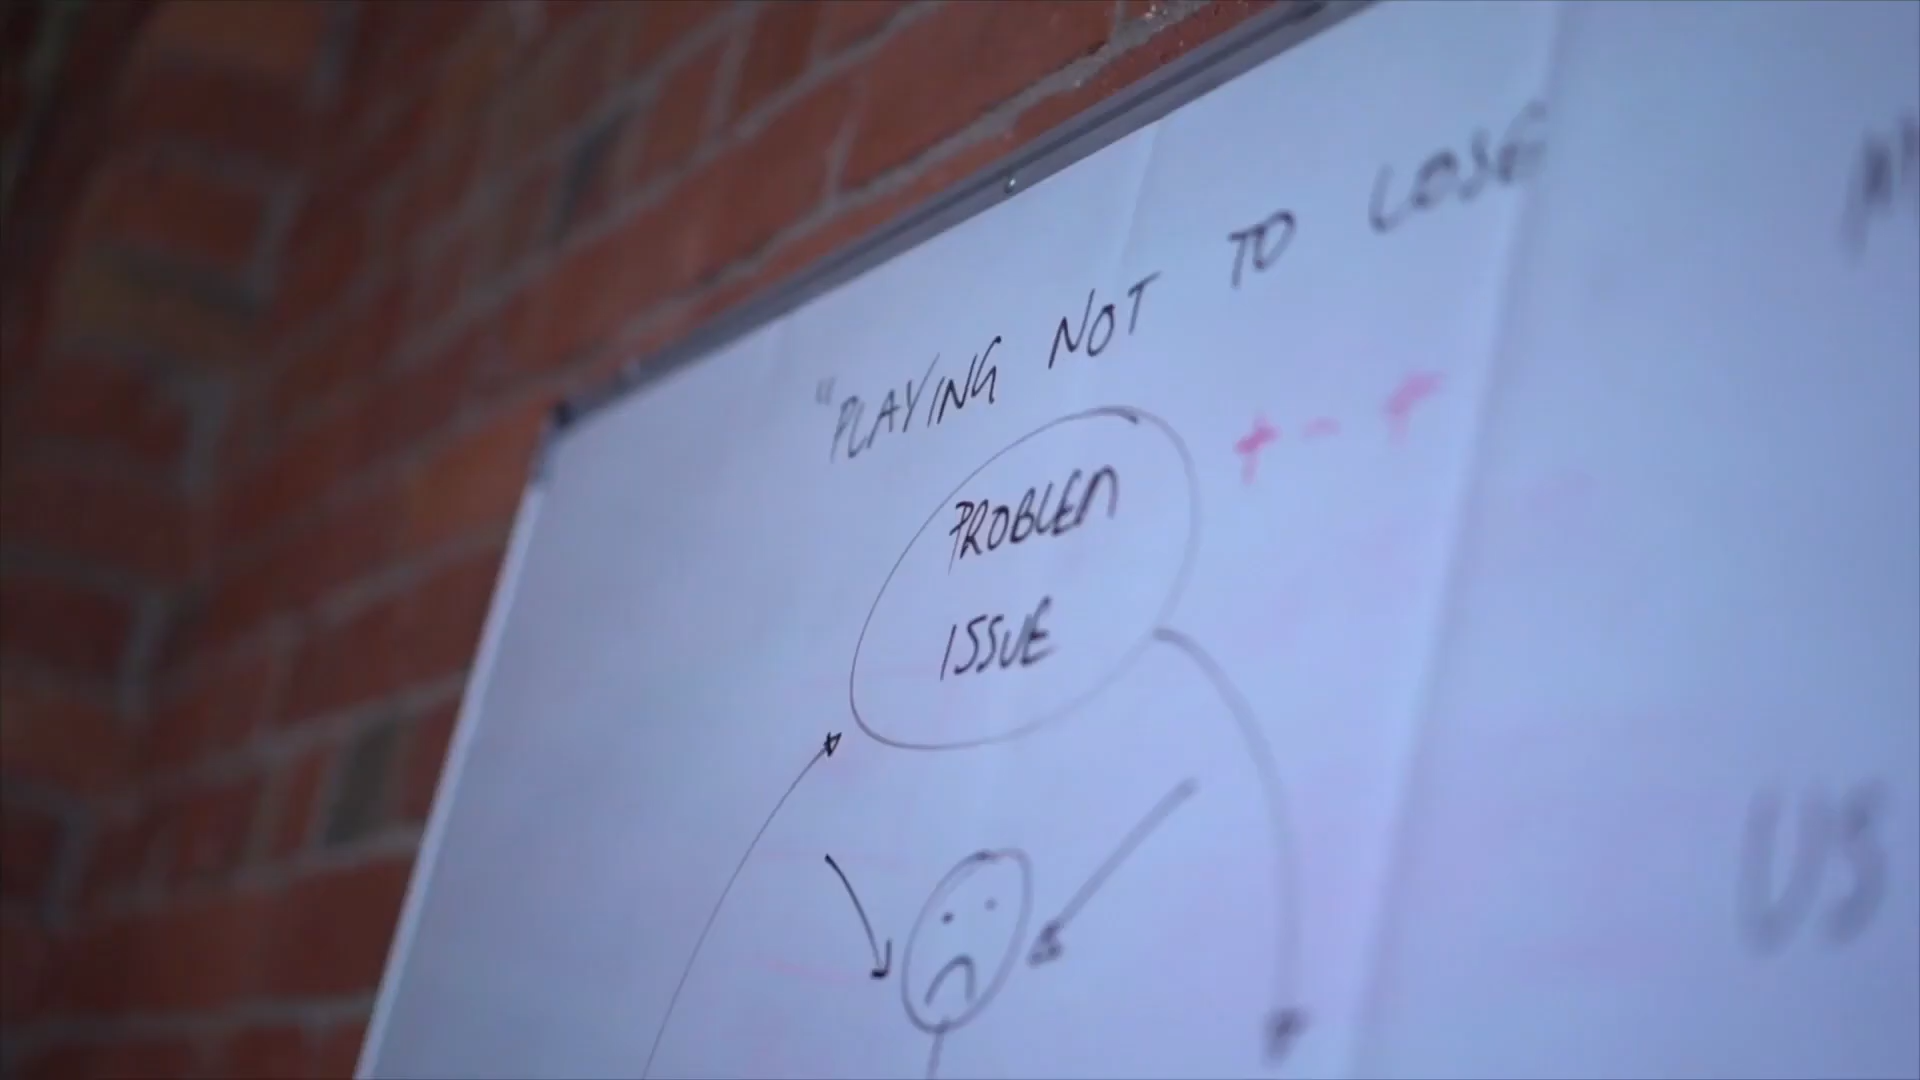 "PLAYING NOT TO LOSE
+ - +
PROBLEM
ISSUE
US